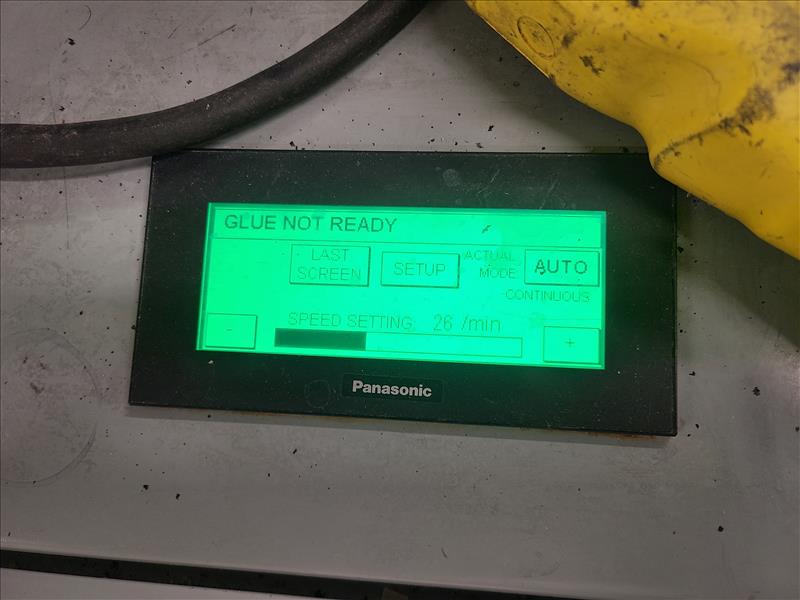 GLUE NOT READY
LAST
SCREEN
SETUP
ACTUAL
MODE
AUTO
-CONTINUOUS
SPEED SETTING: 26 /min
-
+
Panasonic